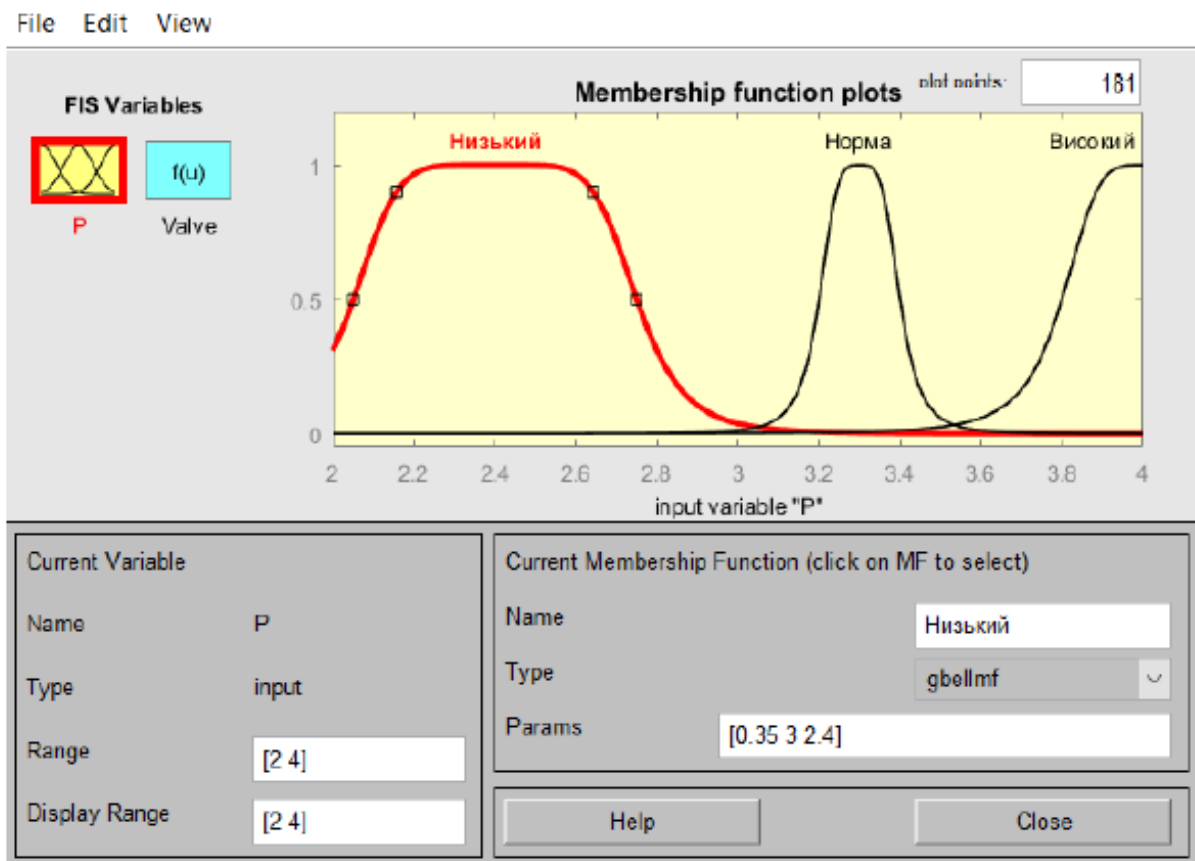 File Edit View
FIS Variables
f(u)
P
Valve
Membership function plots
plot points:
181
Низький
Норма
Високий
1
0.5
0
2 2.2 2.4 2.6 2.8 3 3.2 3.4 3.6 3.8 4
input variable "P"
Current Variable
Name P
Type input
Range [2 4]
Display Range [2 4]
Current Membership Function (click on MF to select)
Name Низький
Type gbellmf
Params [0.35 3 2.4]
Help
Close